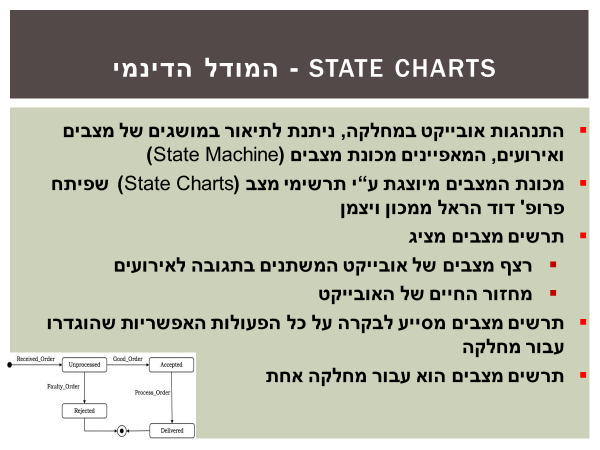 STATE CHARTS - המודל הדינמי
התנהגות אובייקט במחלקה, ניתנת לתיאור במושגים של מצבים
ואירועים, המאפיינים מכונת מצבים (State Machine)
מכונת המצבים מיוצגת ע“י תרשימי מצב (State Charts) שפיתח
פרופ' דוד הראל ממכון ויצמן
תרשים מצבים מציג
רצף מצבים של אובייקט המשתנים בתגובה לאירועים
מחזור החיים של האובייקט
תרשים מצבים מסייע לבקרה על כל הפעולות האפשריות שהוגדרו
עבור מחלקה
תרשים מצבים הוא עבור מחלקה אחת
Received_Order
Unprocessed
Good_Order
Accepted
Faulty_Order
Process_Order
Rejected
Delivered